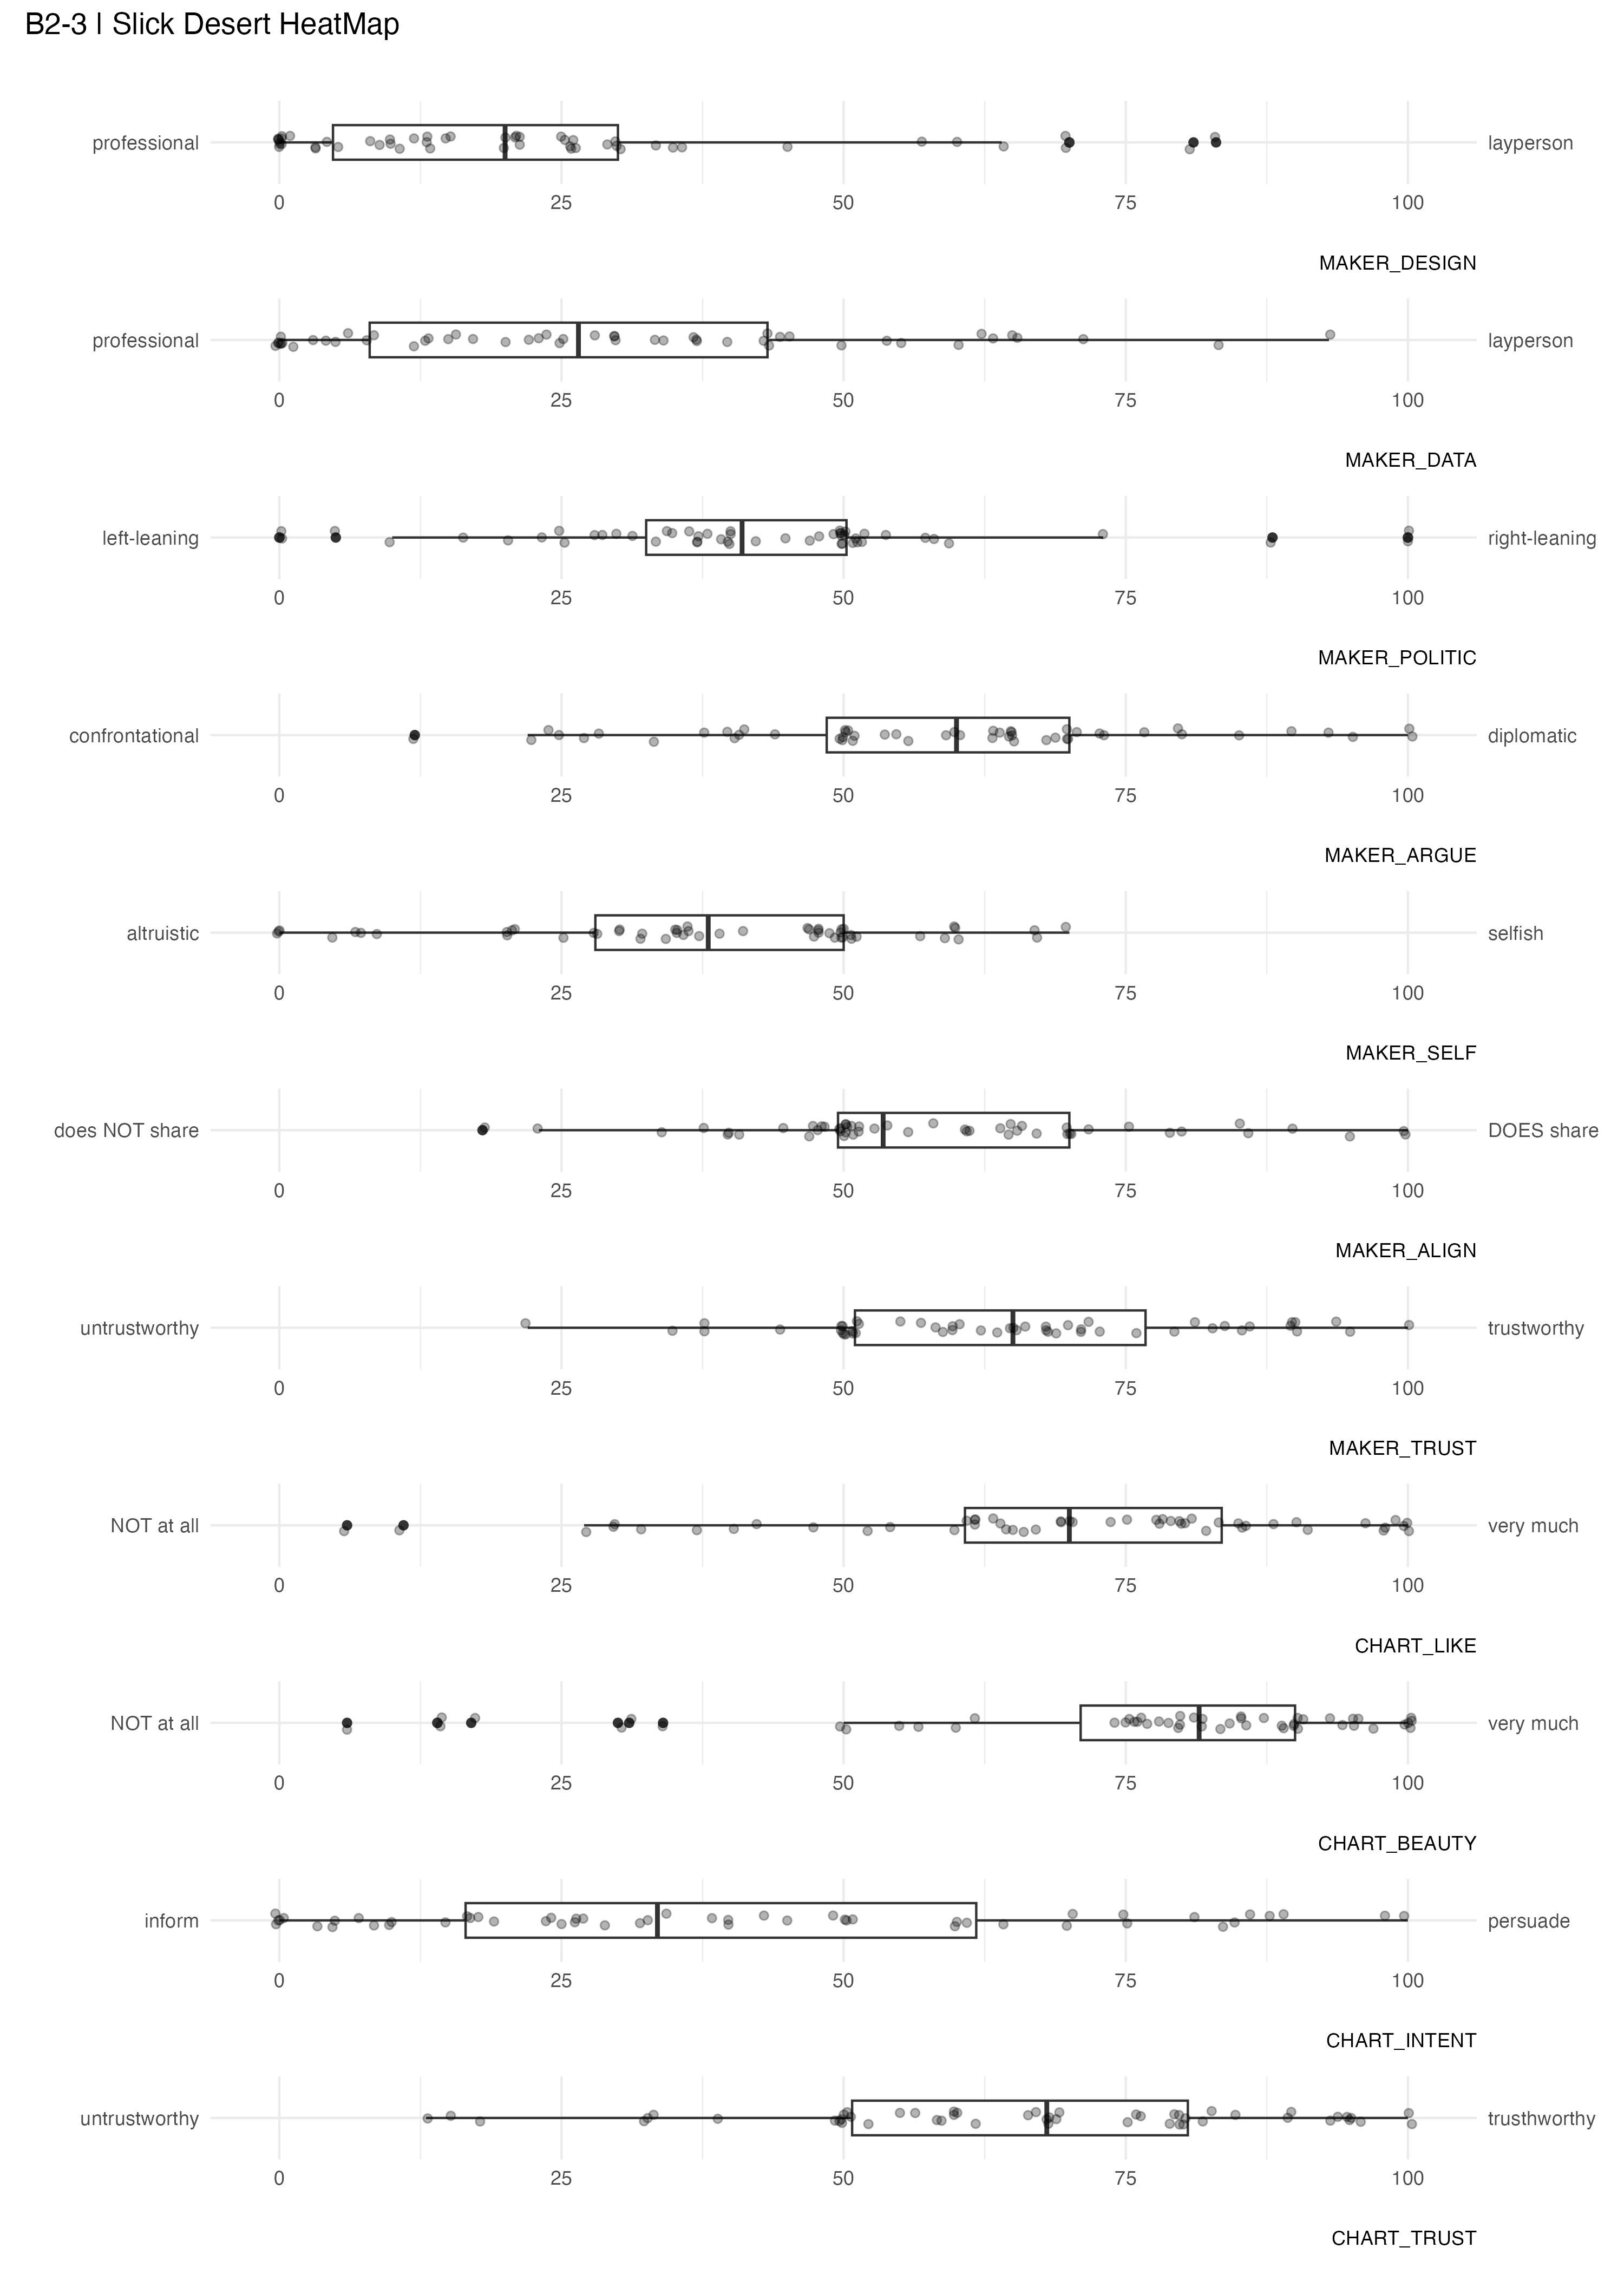 B2-3 | Slick Desert HeatMap
professional layperson
0 25 50 75 100
MAKER_DESIGN
professional layperson
0 25 50 75 100
MAKER_DATA
left-leaning right-leaning
0 25 50 75 100
MAKER_POLITIC
confrontational diplomatic
0 25 50 75 100
MAKER_ARGUE
altruistic selfish
0 25 50 75 100
MAKER_SELF
does NOT share DOES share
0 25 50 75 100
MAKER_ALIGN
untrustworthy trustworthy
0 25 50 75 100
MAKER_TRUST
NOT at all very much
0 25 50 75 100
CHART_LIKE
NOT at all very much
0 25 50 75 100
CHART_BEAUTY
inform persuade
0 25 50 75 100
CHART_INTENT
untrustworthy trusthworthy
0 25 50 75 100
CHART_TRUST